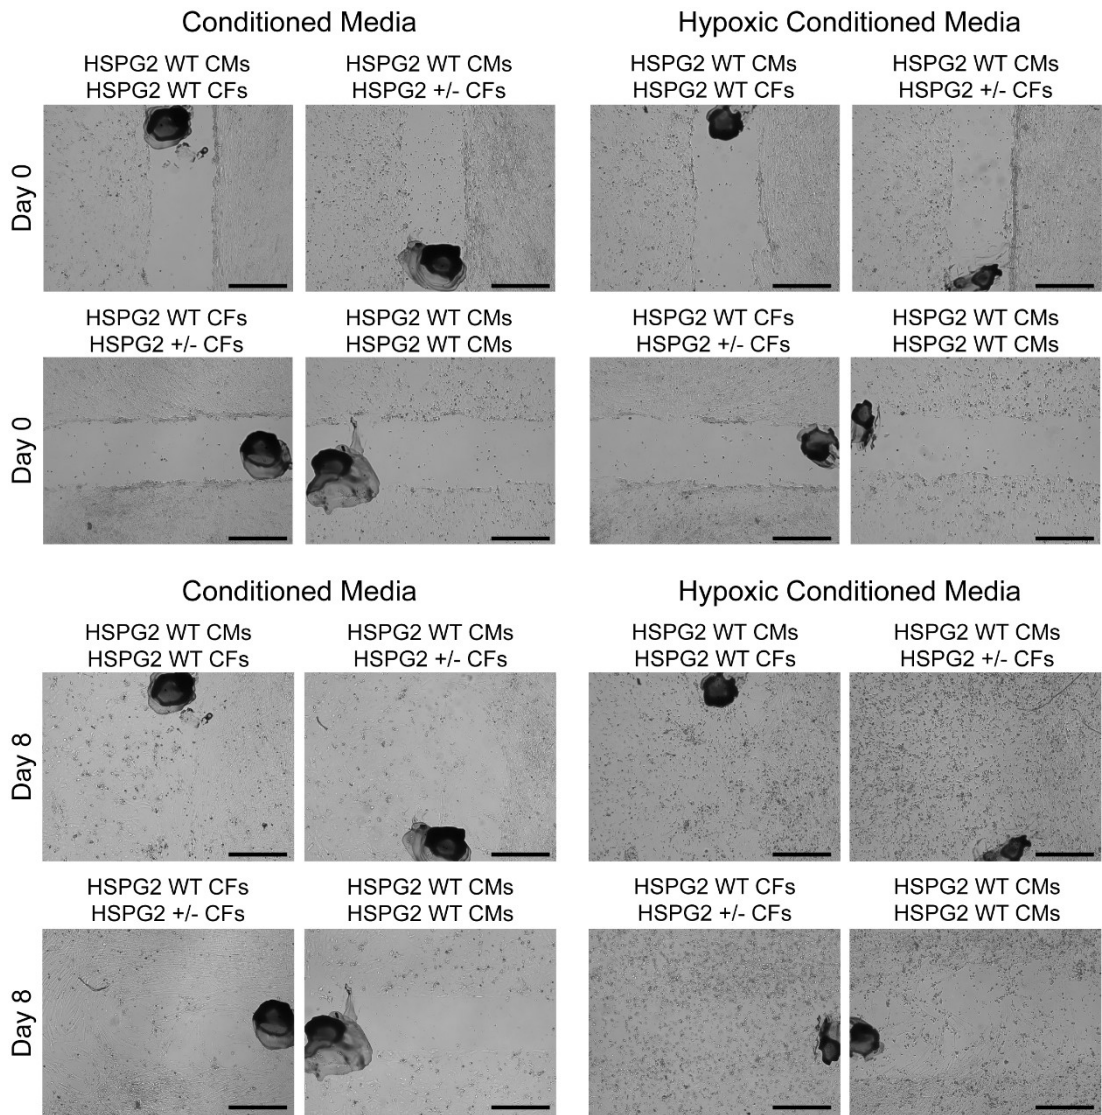 Conditioned Media
Hypoxic Conditioned Media
HSPG2 WT CMs
HSPG2 WT CFs
HSPG2 WT CMs
HSPG2 +/- CFs
HSPG2 WT CMs
HSPG2 WT CFs
HSPG2 WT CMs
HSPG2 +/- CFs
Day 0
HSPG2 WT CFs
HSPG2 +/- CFs
HSPG2 WT CMs
HSPG2 WT CMs
HSPG2 WT CFs
HSPG2 +/- CFs
HSPG2 WT CMs
HSPG2 WT CMs
Day 0
Conditioned Media
Hypoxic Conditioned Media
HSPG2 WT CMs
HSPG2 WT CFs
HSPG2 WT CMs
HSPG2 +/- CFs
HSPG2 WT CMs
HSPG2 WT CFs
HSPG2 WT CMs
HSPG2 +/- CFs
Day 8
HSPG2 WT CFs
HSPG2 +/- CFs
HSPG2 WT CMs
HSPG2 WT CMs
HSPG2 WT CFs
HSPG2 +/- CFs
HSPG2 WT CMs
HSPG2 WT CMs
Day 8